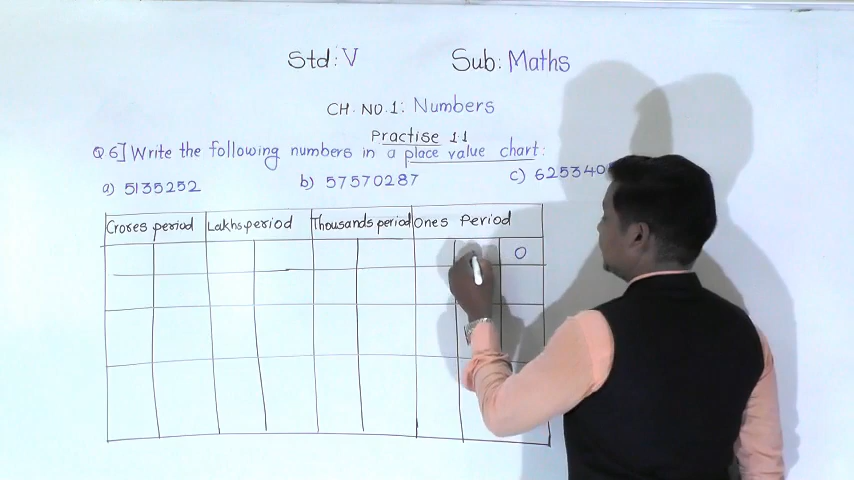 Std: V Sub: Maths
CH. NO. 1: Numbers
Practise 1.1
Q 6] Write the following numbers in a place value chart:
a) 5135252 b) 57570287 c) 625340
Crores period Lakhs period Thousands period Ones Period
O